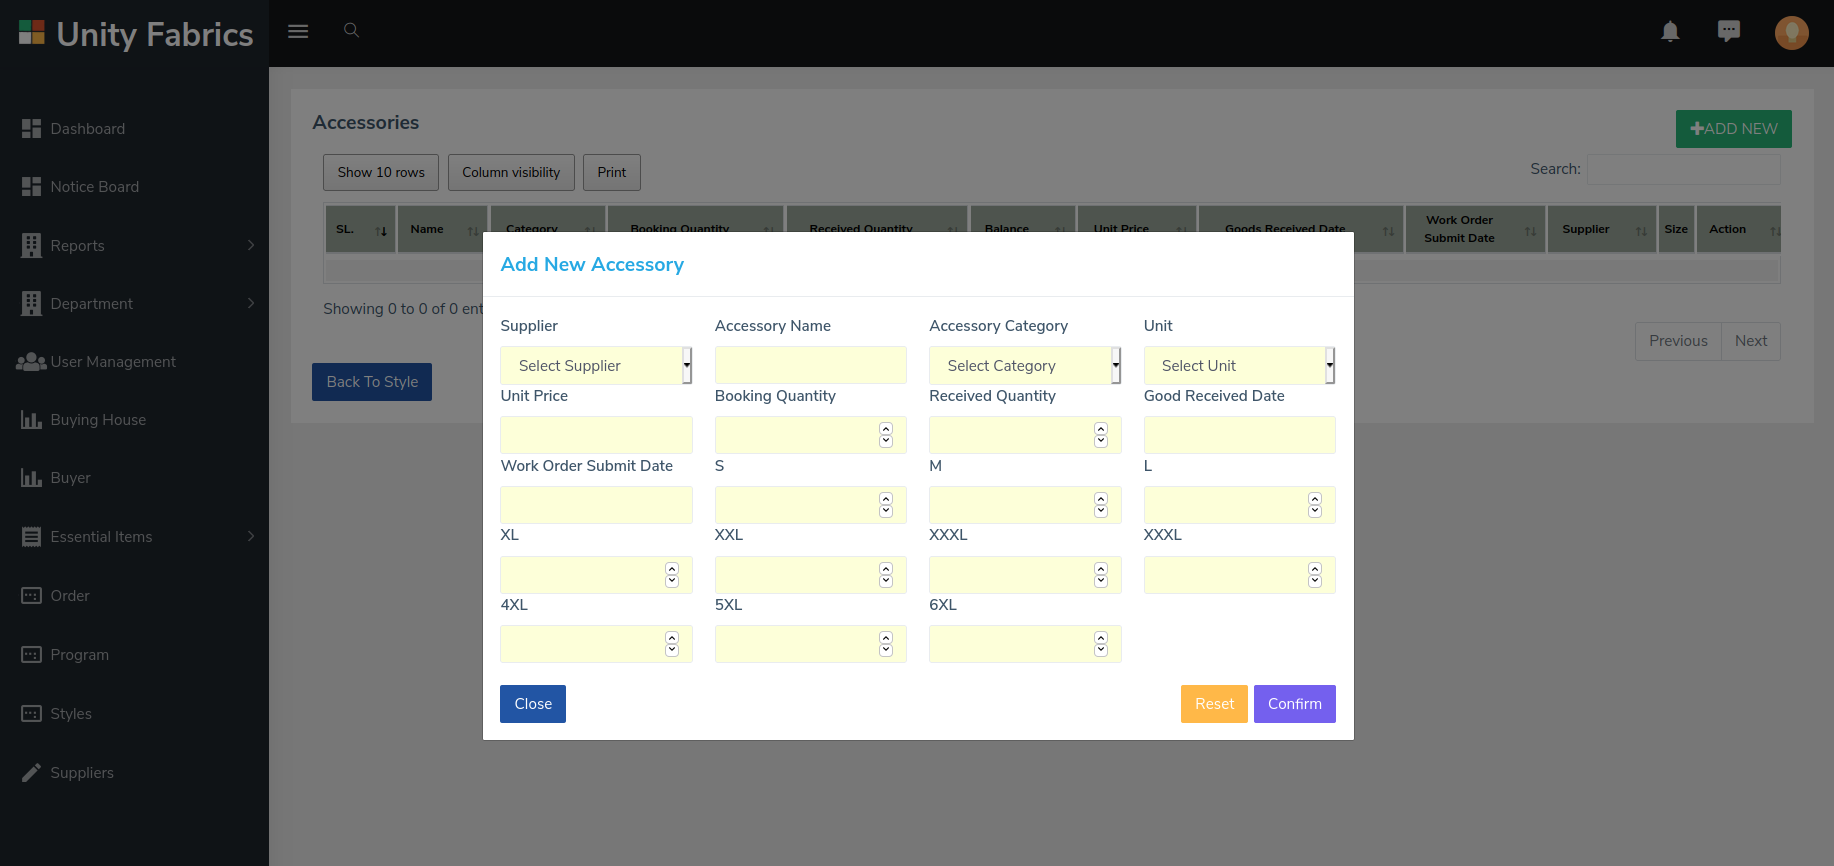 Unity Fabrics
Dashboard
Notice Board
Reports
Department
User Management
Buying House
Buyer
Essential Items
Order
Program
Styles
Suppliers
Accessories
ADD NEW
Show 10 rows
Column visibility
Print
Search:
SL.
Name
Category
Booking Quantity
Received Quantity
Balance
Unit Price
Goods Received Date
Work Order
Submit Date
Supplier
Size
Action
Showing 0 to 0 of 0 ent
Previous
Next
Back To Style
Add New Accessory
Supplier
Accessory Name
Accessory Category
Unit
Select Supplier
Select Category
Select Unit
Unit Price
Booking Quantity
Received Quantity
Good Received Date
Work Order Submit Date
S
M
L
XL
XXL
XXXL
XXXL
4XL
5XL
6XL
Close
Reset
Confirm